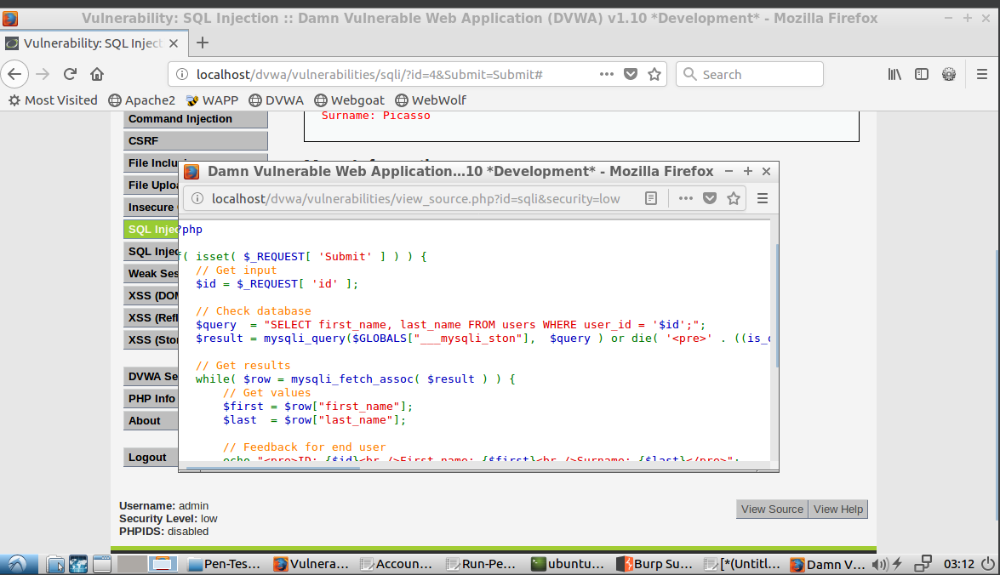 Vulnerability: SQL Injection :: Damn Vulnerable Web Application (DVWA) v1.10 *Development* - Mozilla Firefox
Vulnerability: SQL Inject
localhost/dvwa/vulnerabilities/sqli/?id=4&Submit=Submit#
Search
Most Visited Apache2 WAPP DVWA Webgoat WebWolf
Command Injection
Surname: Picasso
CSRF
File Inclu
File Uploa
Insecure
SQL Injec
SQL Injec
Weak Ses
XSS (DOM
XSS (Refl
XSS (Stor
DVWA Se
PHP Info
About
Logout
Damn Vulnerable Web Application...10 *Development* - Mozilla Firefox
localhost/dvwa/vulnerabilities/view_source.php?id=sqli&security=low
?php
f( isset( $_REQUEST[ 'Submit' ] ) ) {
// Get input
$id = $_REQUEST[ 'id' ];
// Check database
$query  = "SELECT first_name, last_name FROM users WHERE user_id = '$id';";
$result = mysqli_query($GLOBALS["___mysqli_ston"],  $query ) or die( '<pre>' . ((is_o
// Get results
while( $row = mysqli_fetch_assoc( $result ) ) {
// Get values
$first = $row["first_name"];
$last  = $row["last_name"];
// Feedback for end user
echo "<pre>ID: {$id}<br />First name: {$first}<br />Surname: {$last}</pre>";
Username: admin
Security Level: low
PHPIDS: disabled
View Source View Help
Pen-Tes... Vulnera... Accoun... Run-Pe... ubuntu... Burp Su... [*(Untitl... Damn V... 03:12